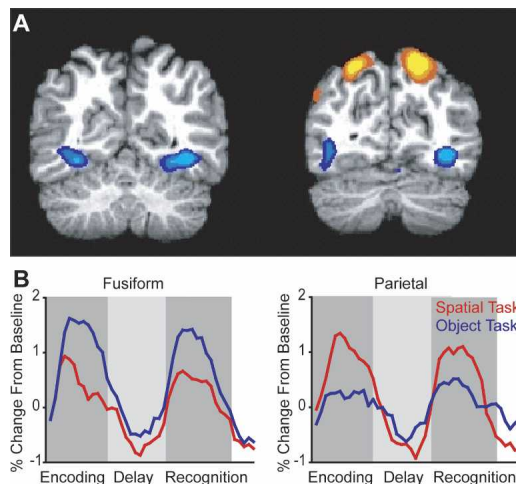 A
B
Fusiform
Parietal
% Change From Baseline
2
1
0
-1
Encoding Delay Recognition
% Change From Baseline
2
1
0
-1
Spatial Task
Object Task
Encoding Delay Recognition